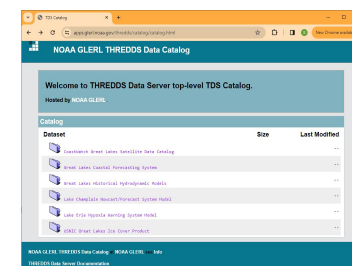 TDS Catalog
apps.glerl.noaa.gov/thredds/catalog/catalog.html
New Chrome available
NOAA GLERL THREDDS Data Catalog
Welcome to THREDDS Data Server top-level TDS Catalog.
Hosted by NOAA GLERL
Catalog
Dataset Size Last Modified
CoastWatch Great Lakes Satellite Data Catalog --
Great Lakes Coastal Forecasting System --
Great Lakes Historical Hydrodynamic Models --
Lake Champlain Nowcast/Forecast System Model --
Lake Erie Hypoxia Warning System Model --
USNIC Great Lakes Ice Cover Product --
NOAA GLERL THREDDS Data Catalog NOAA GLERL Info
THREDDS Data Server Documentation